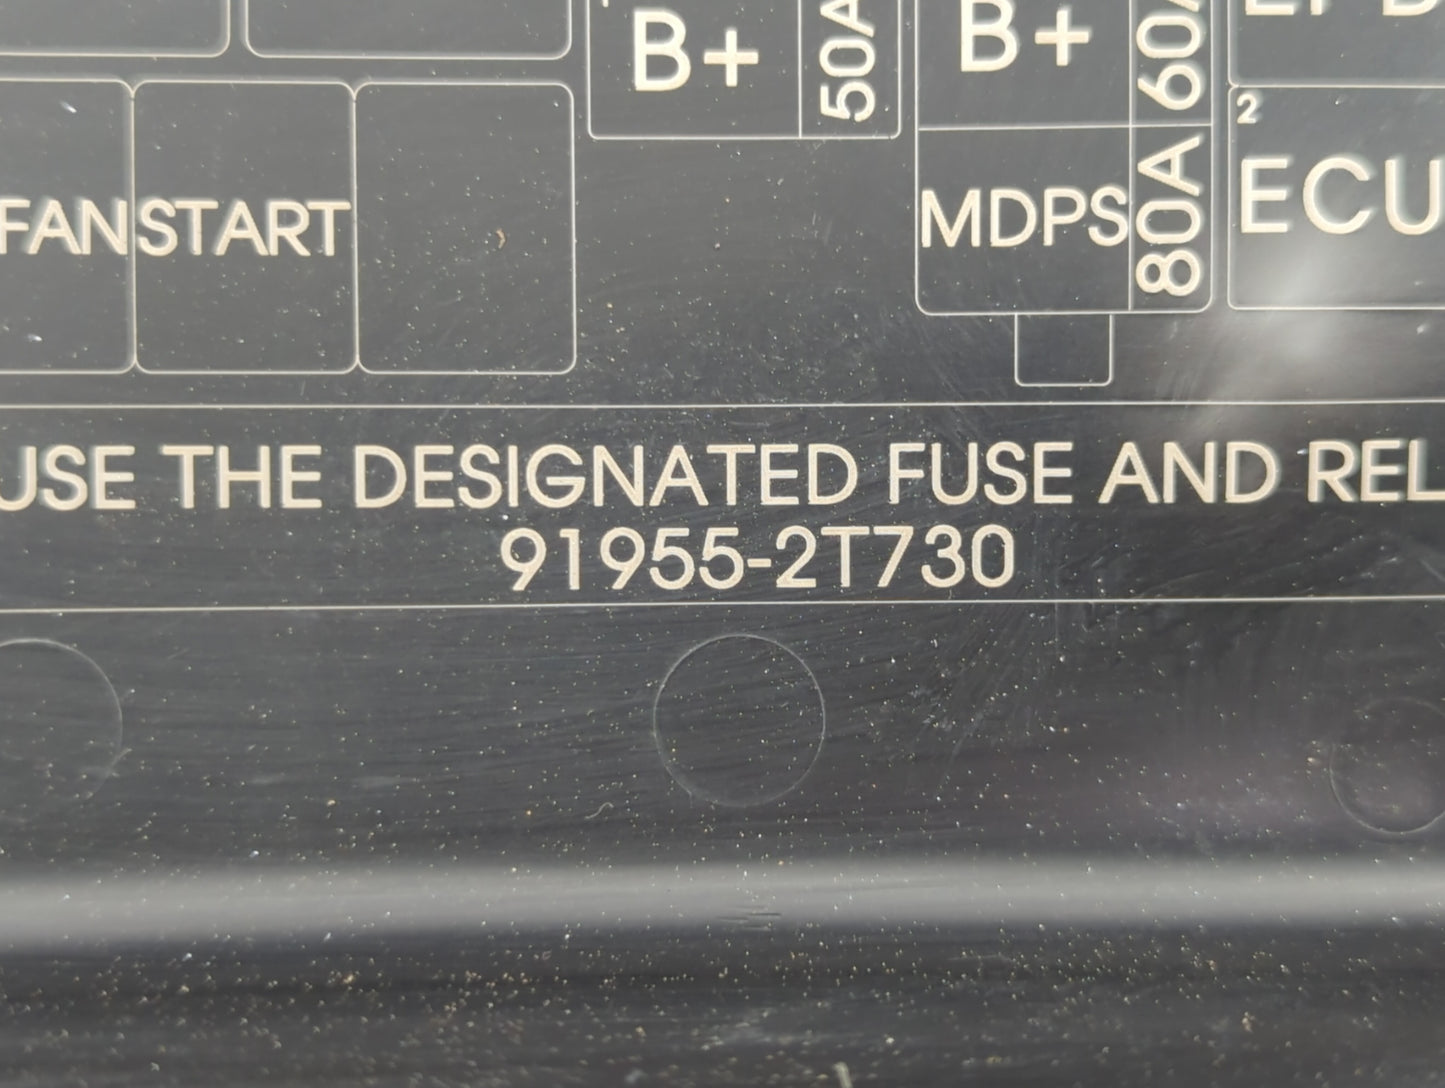 B+ 50A
B+ 60A
2
FAN START
MDPS 80A
ECU
USE THE DESIGNATED FUSE AND REL
91955-2T730